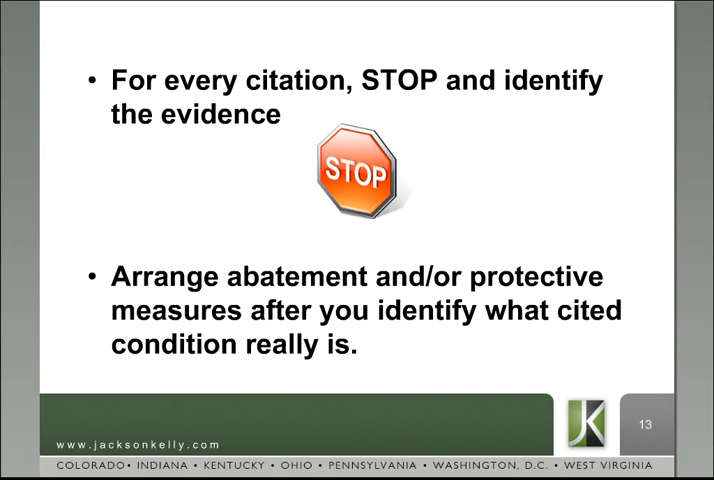 • For every citation, STOP and identify
the evidence
STOP
• Arrange abatement and/or protective
measures after you identify what cited
condition really is.
JK
13
www.jacksonkelly.com
COLORADO • INDIANA • KENTUCKY • OHIO • PENNSYLVANIA • WASHINGTON, D.C. • WEST VIRGINIA